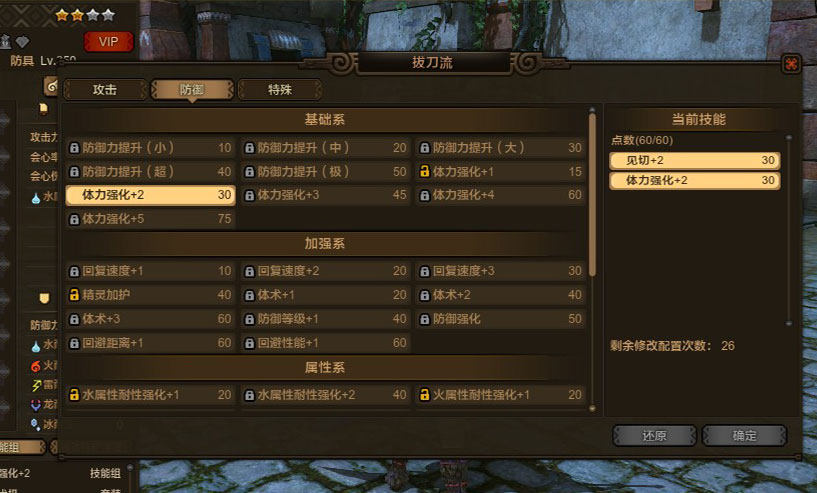 VIP
防具 Lv.
拔刀流
攻击 防御 特殊
基础系
防御力提升（小） 10 防御力提升（中） 20 防御力提升（大） 30
防御力提升（超） 40 防御力提升（极） 50 体力强化+1 15
体力强化+2 30 体力强化+3 45 体力强化+4 60
体力强化+5 75
加强系
回复速度+1 10 回复速度+2 20 回复速度+3 30
精灵加护 40 体术+1 20 体术+2 40
体术+3 60 防御等级+1 40 防御强化 50
回避距离+1 60 回避性能+1 60
属性系
水属性耐性强化+1 20 水属性耐性强化+2 40 火属性耐性强化+1 20
当前技能
点数(60/60)
见切+2 30
体力强化+2 30
剩余修改配置次数： 26
还原 确定
攻击力
会心率
会心
水
防御力
水
火
雷
龙
冰
能组
强化+2 技能组